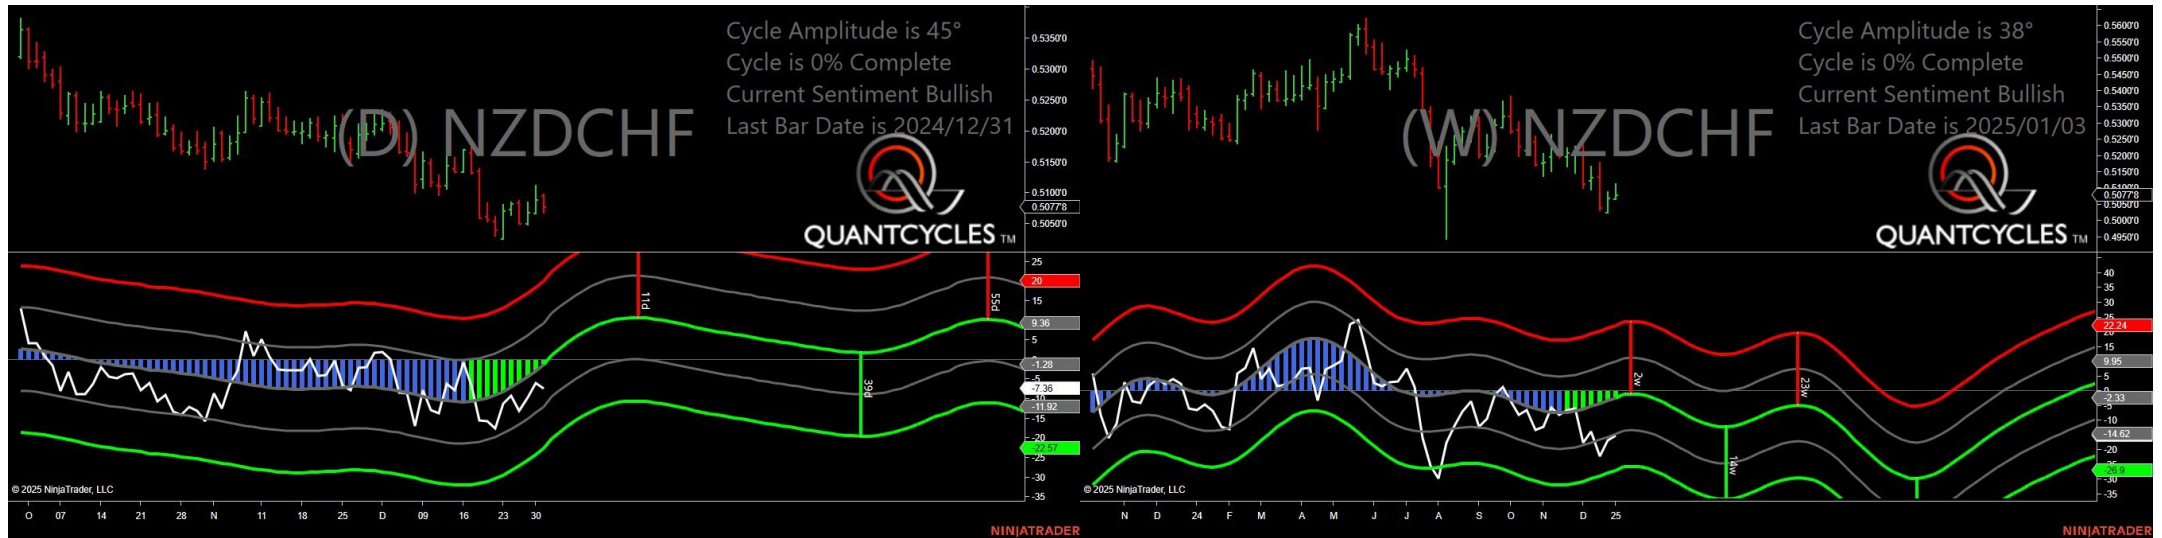 Cycle Amplitude is 45°
Cycle is 0% Complete
Current Sentiment Bullish
Last Bar Date is 2024/12/31
(D) NZDCHF
QUANTCYCLES TM
0.5350'0
0.5300'0
0.5250'0
0.5200'0
0.5150'0
0.5100'0
0.5077'8
0.5050'0
11d
39d
55d
25
20
15
9.36
5
-1.28
-7.36
-11.92
-15
-20
-22.57
-25
-30
-35
© 2025 NinjaTrader, LLC
O 07 14 21 28 N 11 18 25 D 09 16 23 30
NINJATRADER
Cycle Amplitude is 38°
Cycle is 0% Complete
Current Sentiment Bullish
Last Bar Date is 2025/01/03
(W) NZDCHF
QUANTCYCLES TM
0.5600'0
0.5550'0
0.5500'0
0.5450'0
0.5400'0
0.5350'0
0.5300'0
0.5250'0
0.5200'0
0.5150'0
0.5100'0
0.5077'8
0.5050'0
0.5000'0
0.4950'0
2w
14w
23w
40
35
30
22.24
15
9.95
5
-2.33
-5
-14.62
-20
-26.9
-35
© 2025 NinjaTrader, LLC
N D 24 F M A M J J A S O N D 25
NINJATRADER